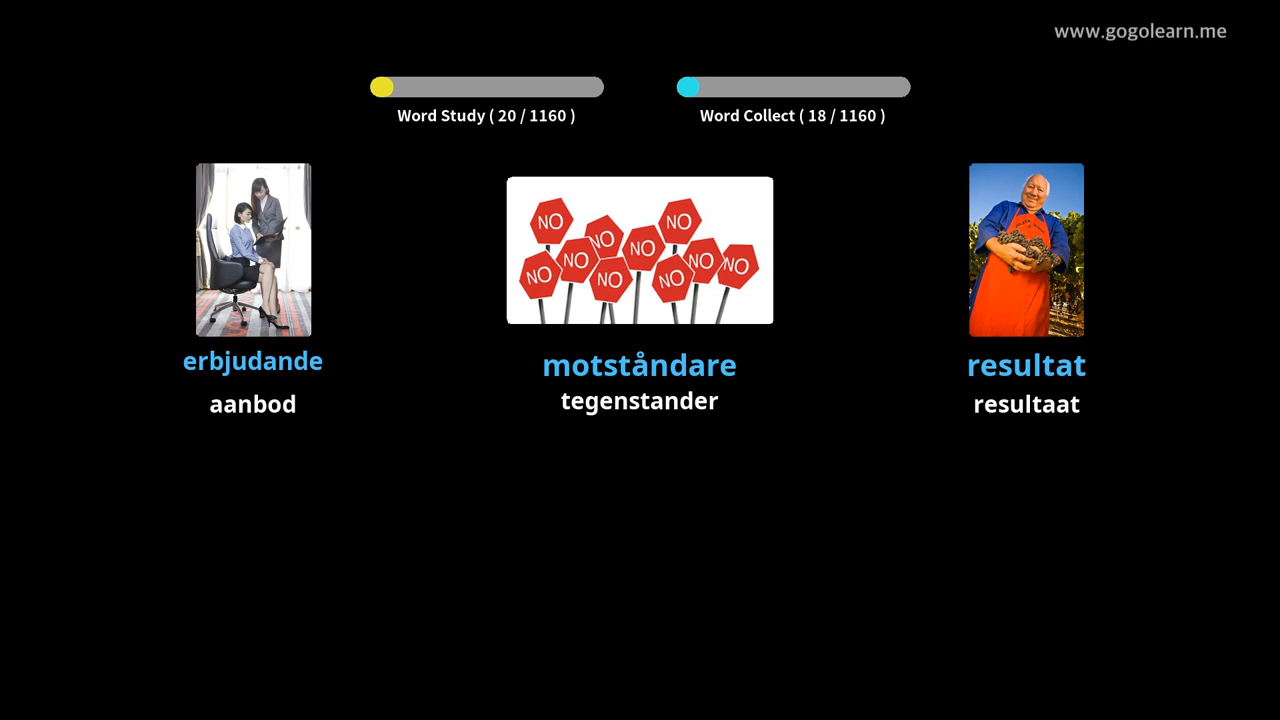 www.gogolearn.me
Word Study ( 20 / 1160 )
Word Collect ( 18 / 1160 )
NO
NO
NO
NO
NO
NO
NO
NO
NO
NO
erbjudande
motståndare
resultat
aanbod
tegenstander
resultaat